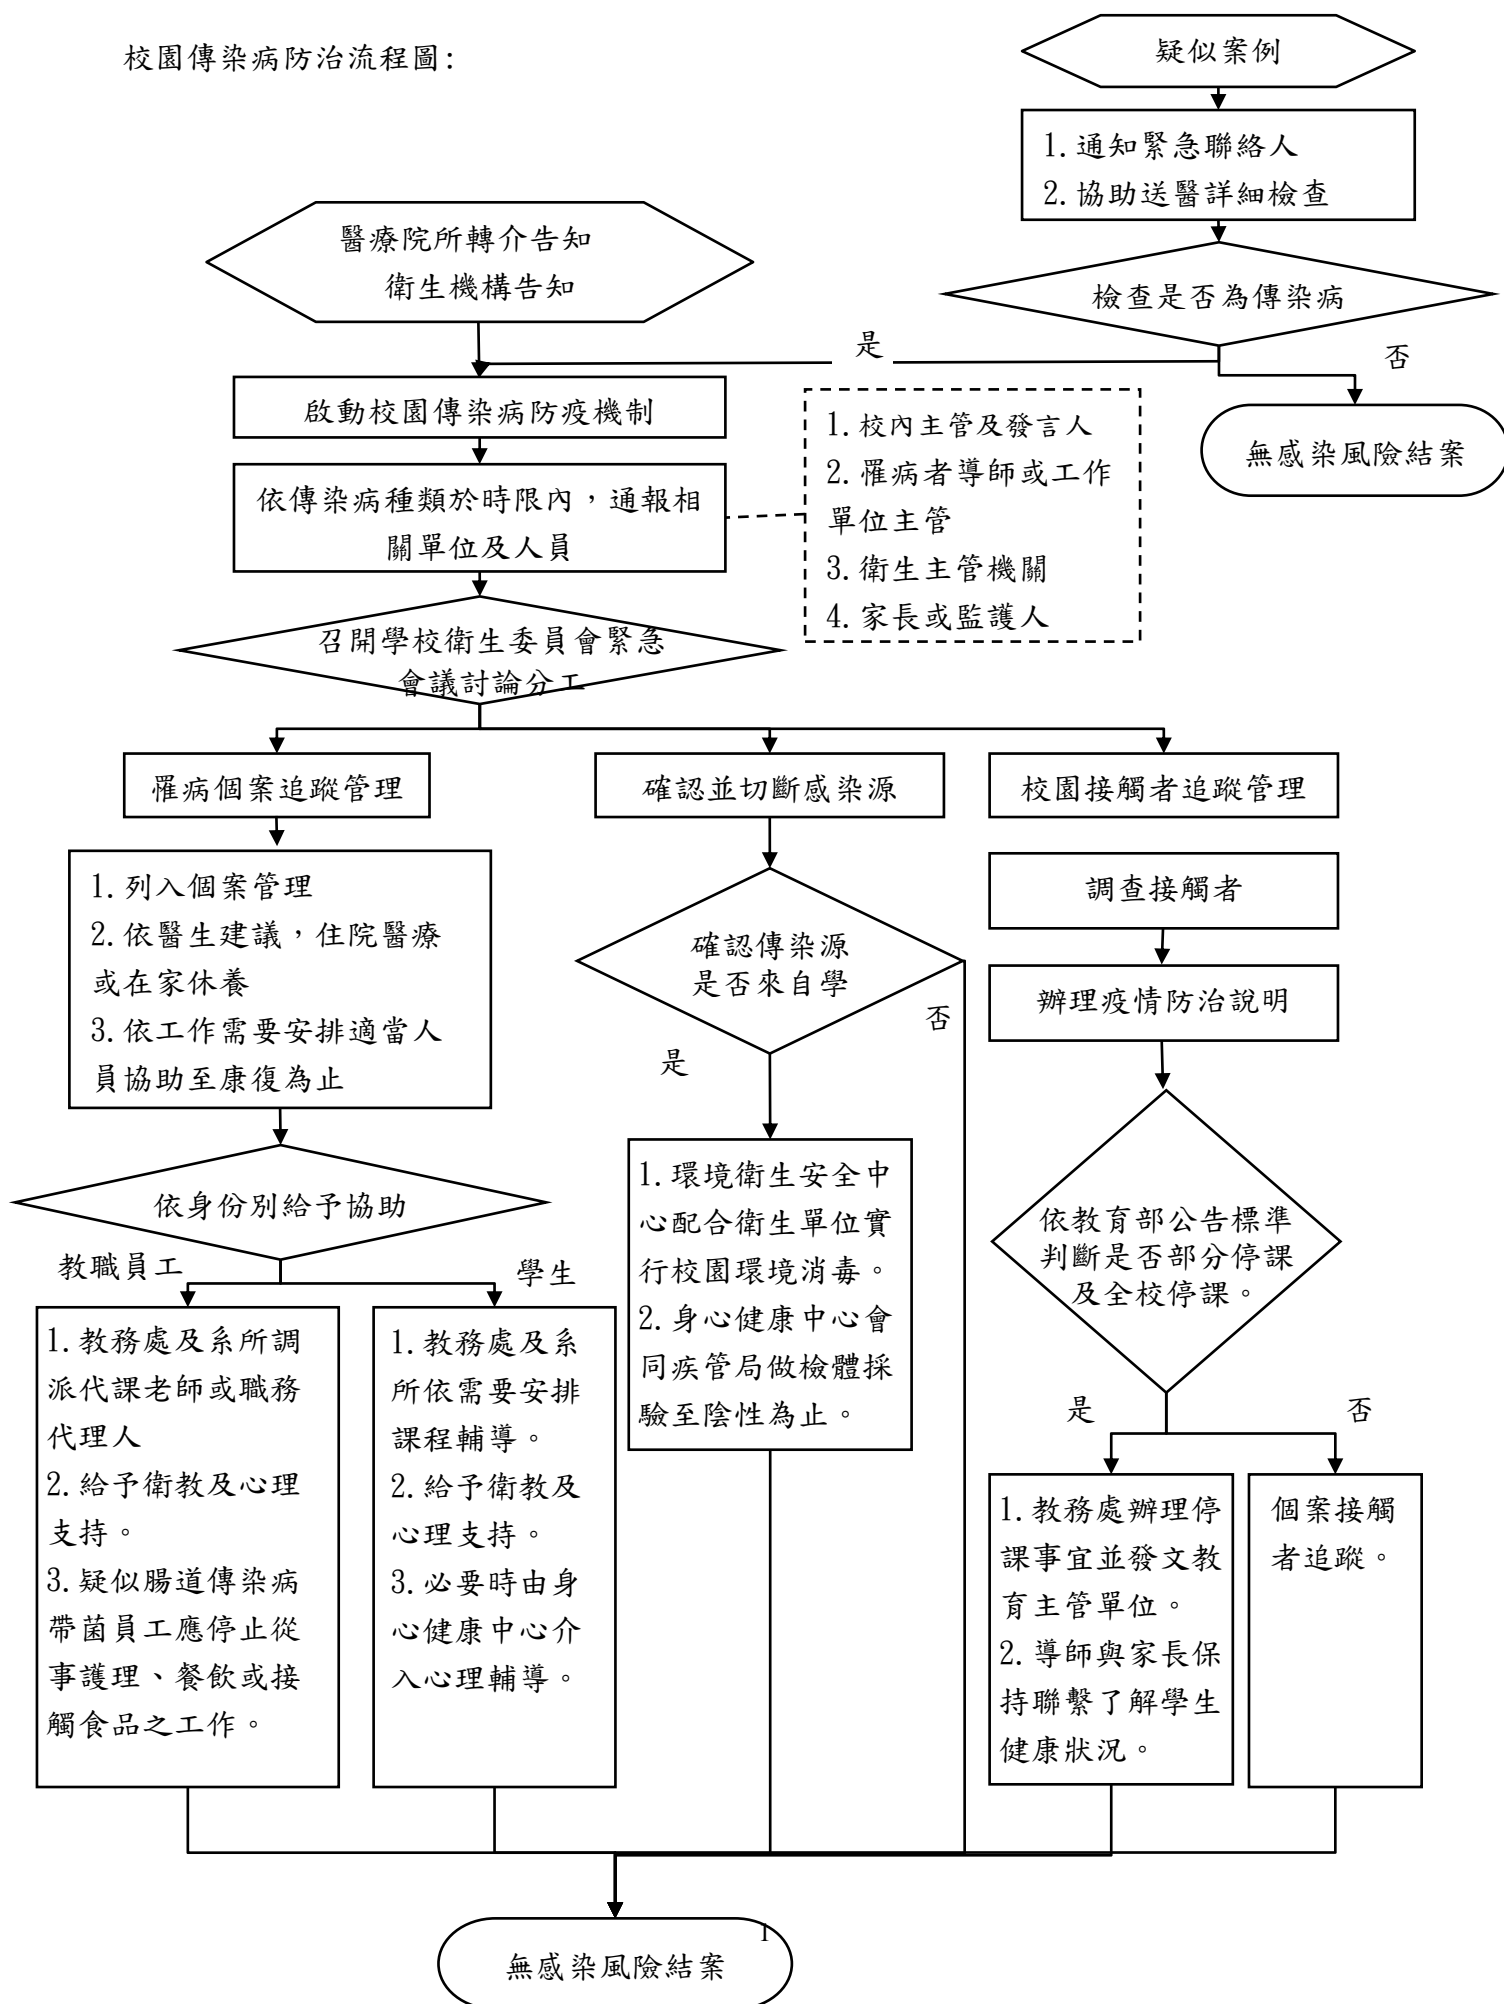 校園傳染病防治流程圖:
疑似案例
1.通知緊急聯絡人
2.協助送醫詳細檢查
醫療院所轉介告知
衛生機構告知
檢查是否為傳染病
是
否
啟動校園傳染病防疫機制
無感染風險結案
依傳染病種類於時限內，通報相
關單位及人員
1.校內主管及發言人
2.罹病者導師或工作
單位主管
3.衛生主管機關
4.家長或監護人
召開學校衛生委員會緊急
會議討論分工
罹病個案追蹤管理
確認並切斷感染源
校園接觸者追蹤管理
1.列入個案管理
2.依醫生建議，住院醫療
或在家休養
3.依工作需要安排適當人
員協助至康復為止
確認傳染源
是否來自學
是
否
調查接觸者
辦理疫情防治說明
依身份別給予協助
教職員工
學生
1.環境衛生安全中
心配合衛生單位實
行校園環境消毒。
2.身心健康中心會
同疾管局做檢體採
驗至陰性為止。
依教育部公告標準
判斷是否部分停課
及全校停課。
是
否
1.教務處及系所調
派代課老師或職務
代理人
2.給予衛教及心理
支持。
3.疑似腸道傳染病
帶菌員工應停止從
事護理、餐飲或接
觸食品之工作。
1.教務處及系
所依需要安排
課程輔導。
2.給予衛教及
心理支持。
3.必要時由身
心健康中心介
入心理輔導。
1.教務處辦理停
課事宜並發文教
育主管單位。
2.導師與家長保
持聯繫了解學生
健康狀況。
個案接觸
者追蹤。
無感染風險結案
1